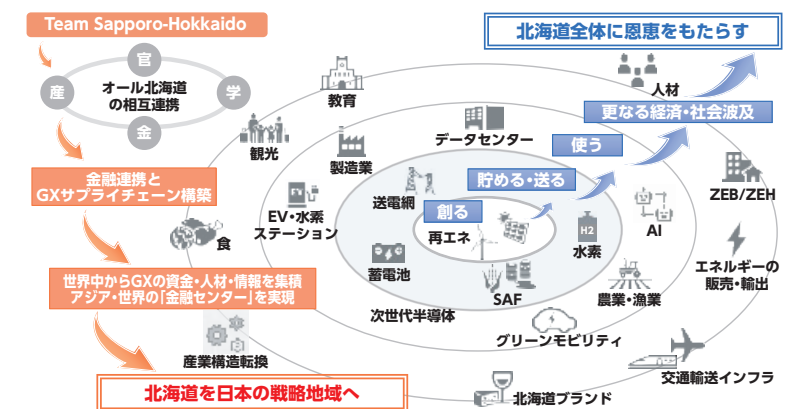 Team Sapporo-Hokkaido
官
産
学
金
オール北海道
の相互連携
金融連携と
GXサプライチェーン構築
世界中からGXの資金・人材・情報を集積
アジア・世界の「金融センター」を実現
北海道を日本の戦略地域へ
北海道全体に恩恵をもたらす
更なる経済・社会波及
使う
貯める・送る
創る
再エネ
送電網
蓄電池
SAF
H2
水素
データセンター
製造業
EV
EV・水素
ステーション
次世代半導体
グリーンモビリティ
農業・漁業
AI
教育
観光
食
産業構造転換
北海道ブランド
交通輸送インフラ
エネルギーの
販売・輸出
ZEB/ZEH
人材